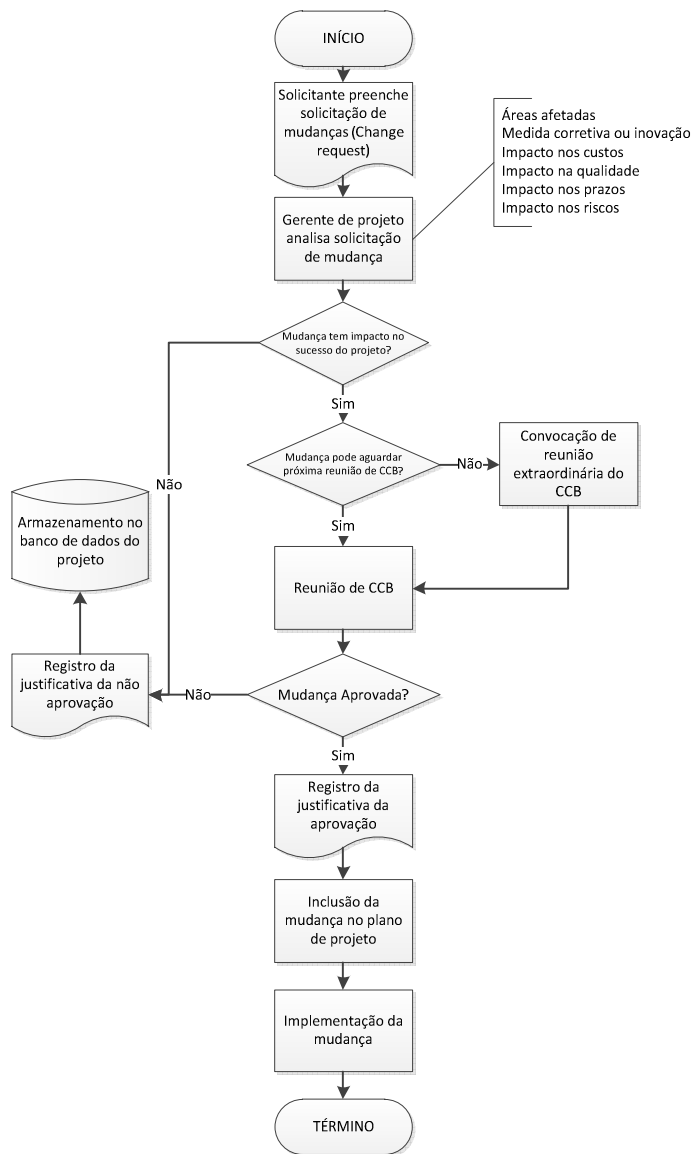 INÍCIO
Solicitante preenche
solicitação de
mudanças (Change
request)
Áreas afetadas
Medida corretiva ou inovação
Impacto nos custos
Impacto na qualidade
Impacto nos prazos
Impacto nos riscos
Gerente de projeto
analisa solicitação
de mudança
Mudança tem impacto no
sucesso do projeto?
Sim
Não
Mudança pode aguardar
próxima reunião de CCB?
Não
Convocação de
reunião
extraordinária do
CCB
Sim
Armazenamento no
banco de dados do
projeto
Reunião de CCB
Registro da
justificativa da não
aprovação
Não
Mudança Aprovada?
Sim
Registro da
justificativa da
aprovação
Inclusão da
mudança no plano
de projeto
Implementação da
mudança
TÉRMINO